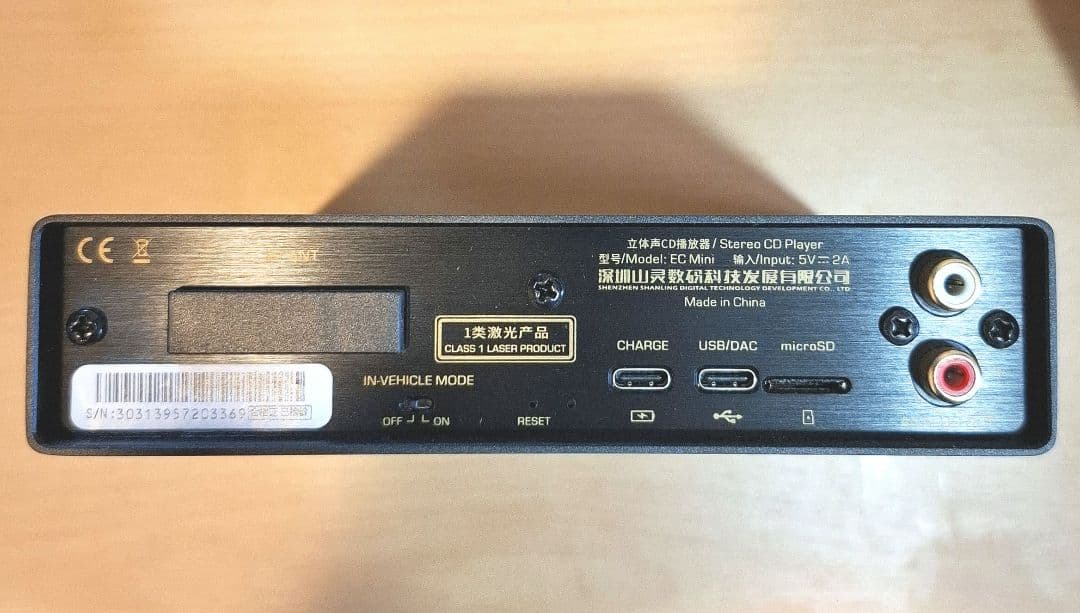 CE
立体声CD播放器/Stereo CD Player
型号/Model: EC Mini 输入/Input: 5V⎓2A
深圳山灵数码科技发展有限公司
SHENZHEN SHANLING DIGITAL TECHNOLOGY DEVELOPMENT CO., LTD
Made in China
1类激光产品
CLASS 1 LASER PRODUCT
CHARGE
USB/DAC
microSD
IN-VEHICLE MODE
OFF
ON
RESET
S/N:30313957203369